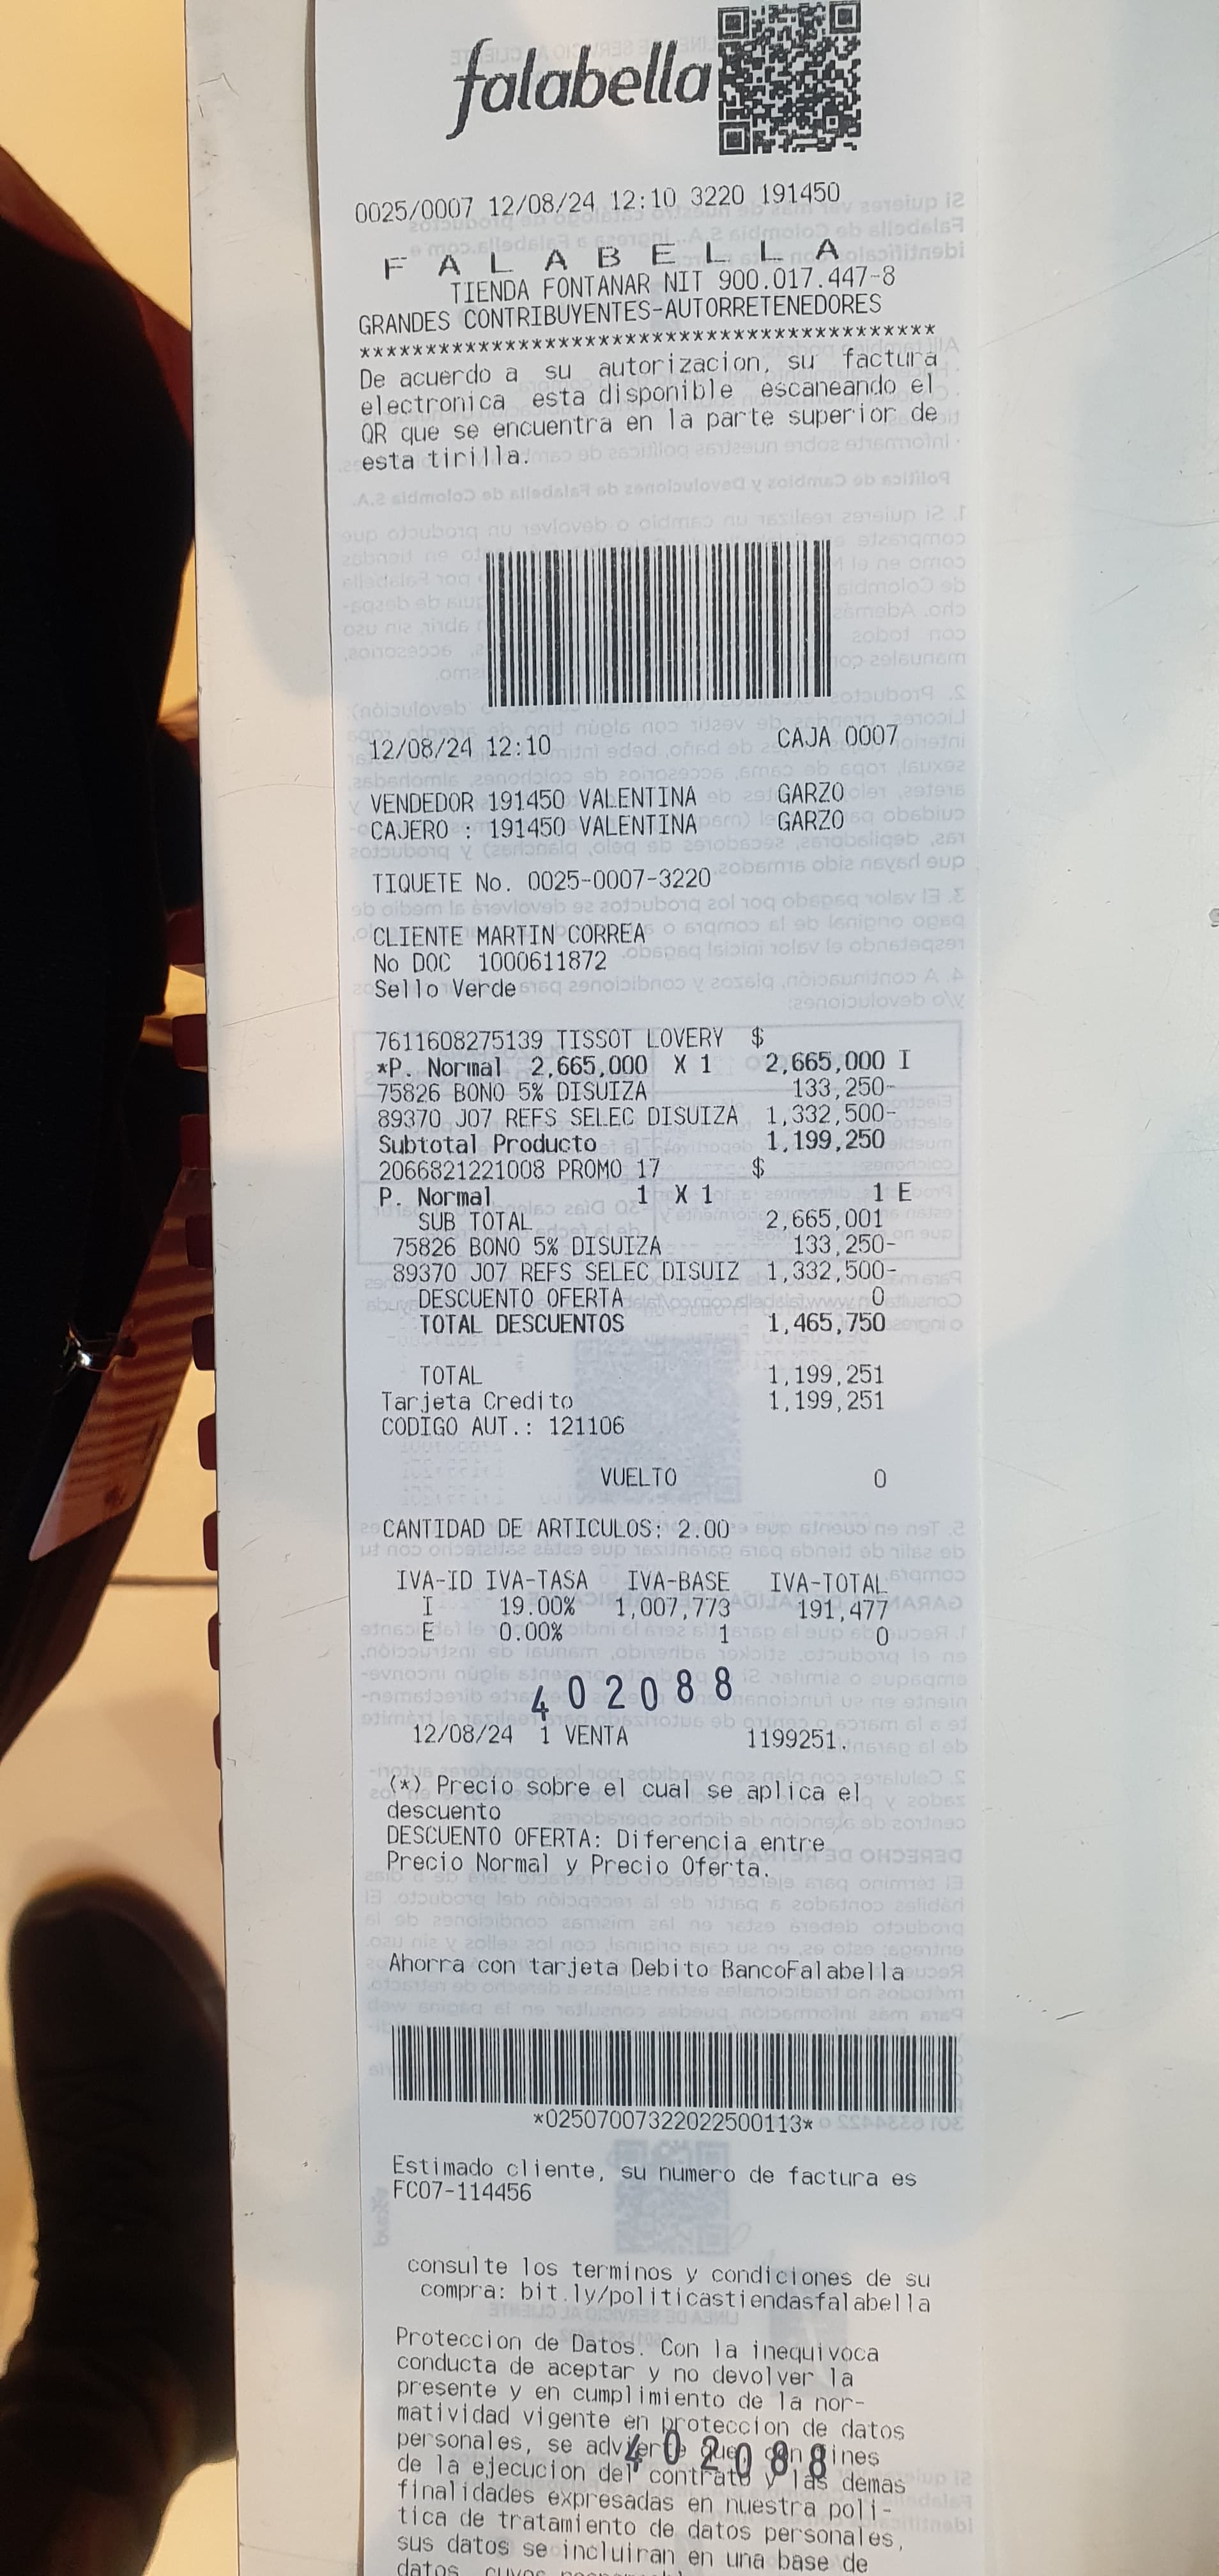 falabella
0025/0007 12/08/24 12:10 3220 191450
F A L A B E L L A
TIENDA FONTANAR NIT 900.017.447-8
GRANDES CONTRIBUYENTES-AUTORRETENEDORES
********************************************
De acuerdo a su autorizacion, su factura
electronica esta disponible escaneando el
QR que se encuentra en la parte superior de
esta tirilla.
12/08/24 12:10 CAJA 0007
VENDEDOR 191450 VALENTINA GARZO
CAJERO : 191450 VALENTINA GARZO
TIQUETE No. 0025-0007-3220
CLIENTE MARTIN CORREA
No DOC 1000611872
Sello Verde
7611608275139 TISSOT LOVERY $
*P. Normal 2,665,000 X 1 2,665,000 I
75826 BONO 5% DISUIZA 133,250-
89370 J07 REFS SELEC DISUIZA 1,332,500-
Subtotal Producto 1,199,250
2066821221008 PROMO 17 $
P. Normal 1 X 1 1 E
SUB TOTAL 2,665,001
75826 BONO 5% DISUIZA 133,250-
89370 J07 REFS SELEC DISUIZ 1,332,500-
DESCUENTO OFERTA 0
TOTAL DESCUENTOS 1,465,750
TOTAL 1,199,251
Tarjeta Credito 1,199,251
CODIGO AUT.: 121106
VUELTO 0
CANTIDAD DE ARTICULOS: 2.00
IVA-ID IVA-TASA IVA-BASE IVA-TOTAL
I 19.00% 1,007,773 191,477
E 0.00% 1 0
402088
12/08/24 1 VENTA 1199251.
(*) Precio sobre el cual se aplica el
descuento
DESCUENTO OFERTA: Diferencia entre
Precio Normal y Precio Oferta.
Ahorra con tarjeta Debito BancoFalabella
*02507007322022500113*
Estimado cliente, su numero de factura es
FC07-114456
consulte los terminos y condiciones de su
compra: bit.ly/politicastiendasfalabella
Proteccion de Datos. Con la inequivoca
conducta de aceptar y no devolver la
presente y en cumplimiento de la nor-
matividad vigente en proteccion de datos
personales, se advierte que, con fines
402088
de la ejecucion del contrato y las demas
finalidades expresadas en nuestra poli-
tica de tratamiento de datos personales,
sus datos se incluiran en una base de
datos, cuyo